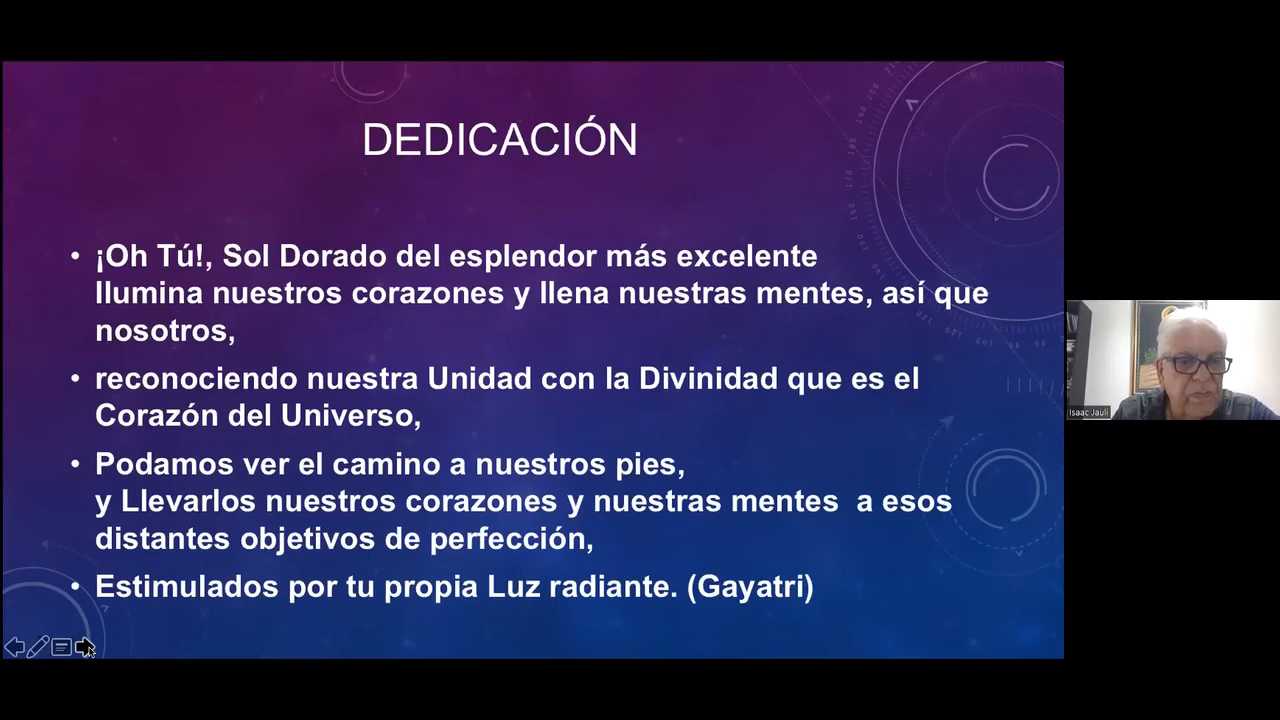 DEDICACIÓN
• ¡Oh Tú!, Sol Dorado del esplendor más excelente
Ilumina nuestros corazones y llena nuestras mentes, así que
nosotros,
• reconociendo nuestra Unidad con la Divinidad que es el
Corazón del Universo,
• Podamos ver el camino a nuestros pies,
y Llevarlos nuestros corazones y nuestras mentes  a esos
distantes objetivos de perfección,
• Estimulados por tu propia Luz radiante. (Gayatri)
Isaac Jauli